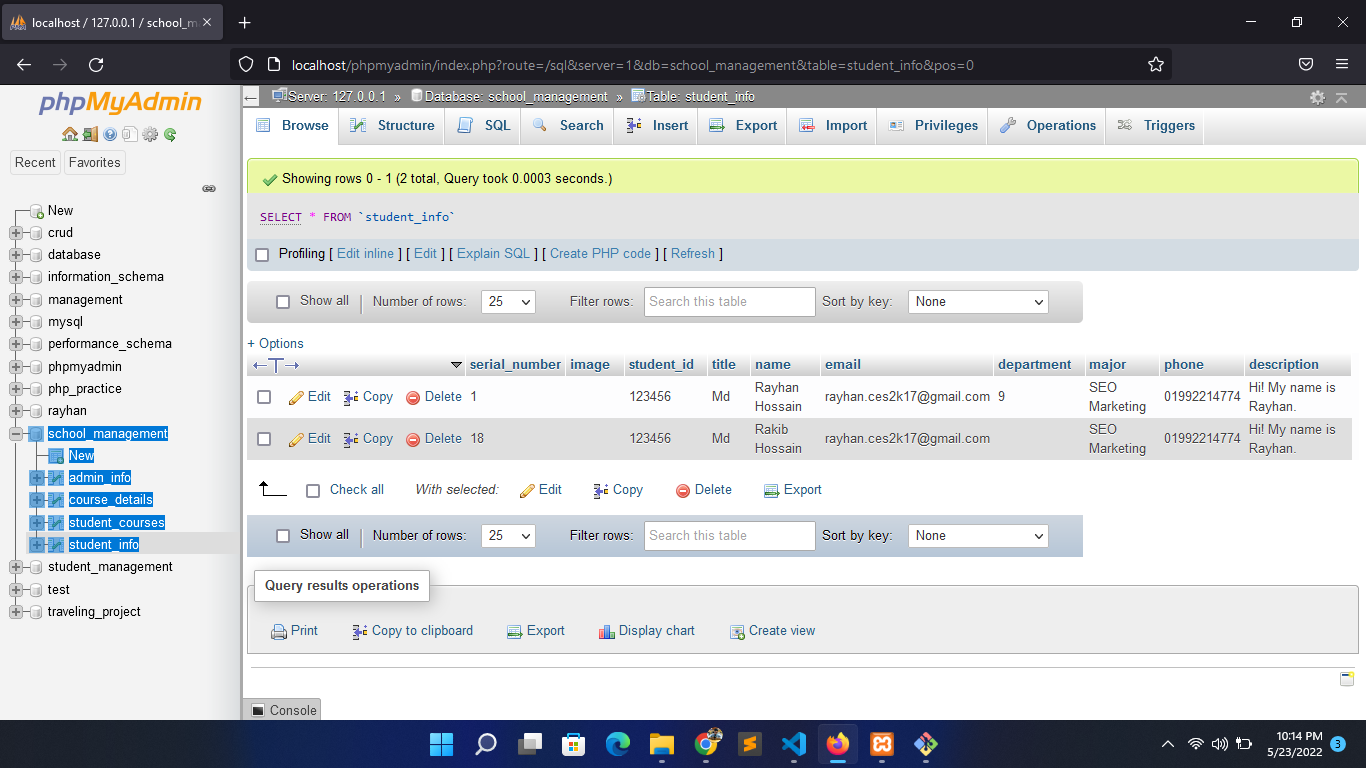 localhost / 127.0.0.1 / school_ma
localhost/phpmyadmin/index.php?route=/sql&server=1&db=school_management&table=student_info&pos=0
phpMyAdmin
Recent Favorites
New
crud
database
information_schema
management
mysql
performance_schema
phpmyadmin
php_practice
rayhan
school_management
New
admin_info
course_details
student_courses
student_info
student_management
test
traveling_project
Server: 127.0.0.1 » Database: school_management » Table: student_info
Browse Structure SQL Search Insert Export Import Privileges Operations Triggers
Showing rows 0 - 1 (2 total, Query took 0.0003 seconds.)
SELECT * FROM `student_info`
Profiling [ Edit inline ] [ Edit ] [ Explain SQL ] [ Create PHP code ] [ Refresh ]
Show all Number of rows: 25 Filter rows: Search this table Sort by key: None
+ Options
serial_number image student_id title name email department major phone description
Edit Copy Delete 1 123456 Md Rayhan Hossain rayhan.ces2k17@gmail.com 9 SEO Marketing 01992214774 Hi! My name is Rayhan.
Edit Copy Delete 18 123456 Md Rakib Hossain rayhan.ces2k17@gmail.com SEO Marketing 01992214774 Hi! My name is Rayhan.
Check all With selected: Edit Copy Delete Export
Show all Number of rows: 25 Filter rows: Search this table Sort by key: None
Query results operations
Print Copy to clipboard Export Display chart Create view
Console
10:14 PM
5/23/2022
3